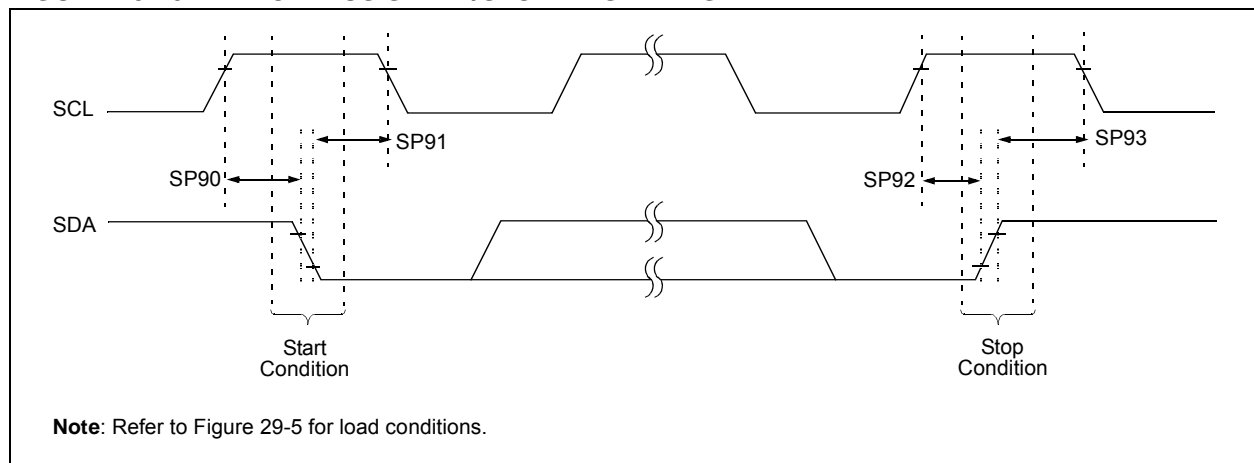 SCL
SP91
SP93
SP90
SP92
SDA
Start
Condition
Stop
Condition
Note: Refer to Figure 29-5 for load conditions.